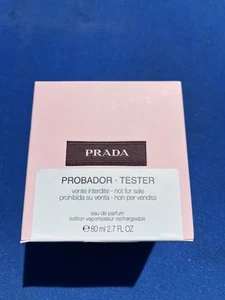 PRADA
PROBADOR - TESTER
vente interdite - not for sale
prohibida su venta - non per vendita
eau de parfum
édition vaporisateur rechargeable
e 80 ml 2.7 FL OZ